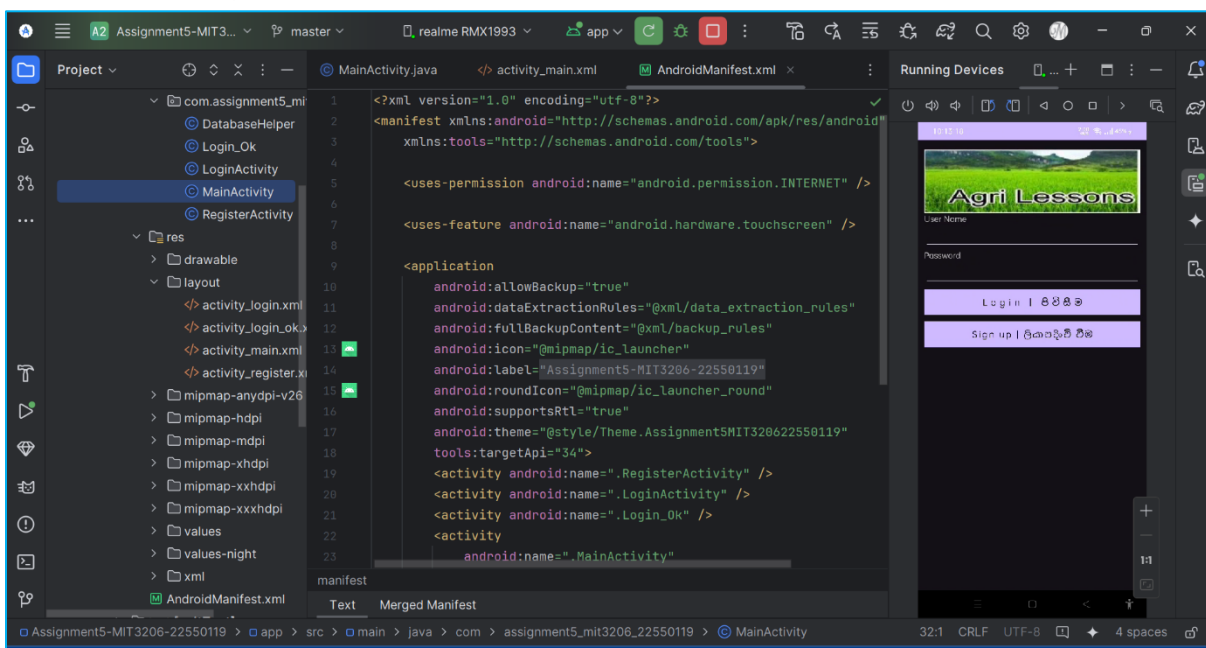 A2 Assignment5-MIT3... master realme RMX1993 app
Project
com.assignment5_mi
DatabaseHelper
Login_Ok
LoginActivity
MainActivity
RegisterActivity
res
drawable
layout
activity_login.xml
activity_login_ok.x
activity_main.xml
activity_register.x
mipmap-anydpi-v26
mipmap-hdpi
mipmap-mdpi
mipmap-xhdpi
mipmap-xxhdpi
mipmap-xxxhdpi
values
values-night
xml
AndroidManifest.xml
MainActivity.java activity_main.xml AndroidManifest.xml
1 <?xml version="1.0" encoding="utf-8"?>
2 <manifest xmlns:android="http://schemas.android.com/apk/res/android"
3 xmlns:tools="http://schemas.android.com/tools">
4
5 <uses-permission android:name="android.permission.INTERNET" />
6
7 <uses-feature android:name="android.hardware.touchscreen" />
8
9 <application
10 android:allowBackup="true"
11 android:dataExtractionRules="@xml/data_extraction_rules"
12 android:fullBackupContent="@xml/backup_rules"
13 android:icon="@mipmap/ic_launcher"
14 android:label="Assignment5-MIT3206-22550119"
15 android:roundIcon="@mipmap/ic_launcher_round"
16 android:supportsRtl="true"
17 android:theme="@style/Theme.Assignment5MIT320622550119"
18 tools:targetApi="34">
19 <activity android:name=".RegisterActivity" />
20 <activity android:name=".LoginActivity" />
21 <activity android:name=".Login_Ok" />
22 <activity
23 android:name=".MainActivity"
manifest
Text Merged Manifest
Running Devices
Agri Lessons
User Name
Password
Login |
Sign up |
1:1
Assignment5-MIT3206-22550119 > app > src > main > java > com > assignment5_mit3206_22550119 > MainActivity
32:1 CRLF UTF-8 4 spaces